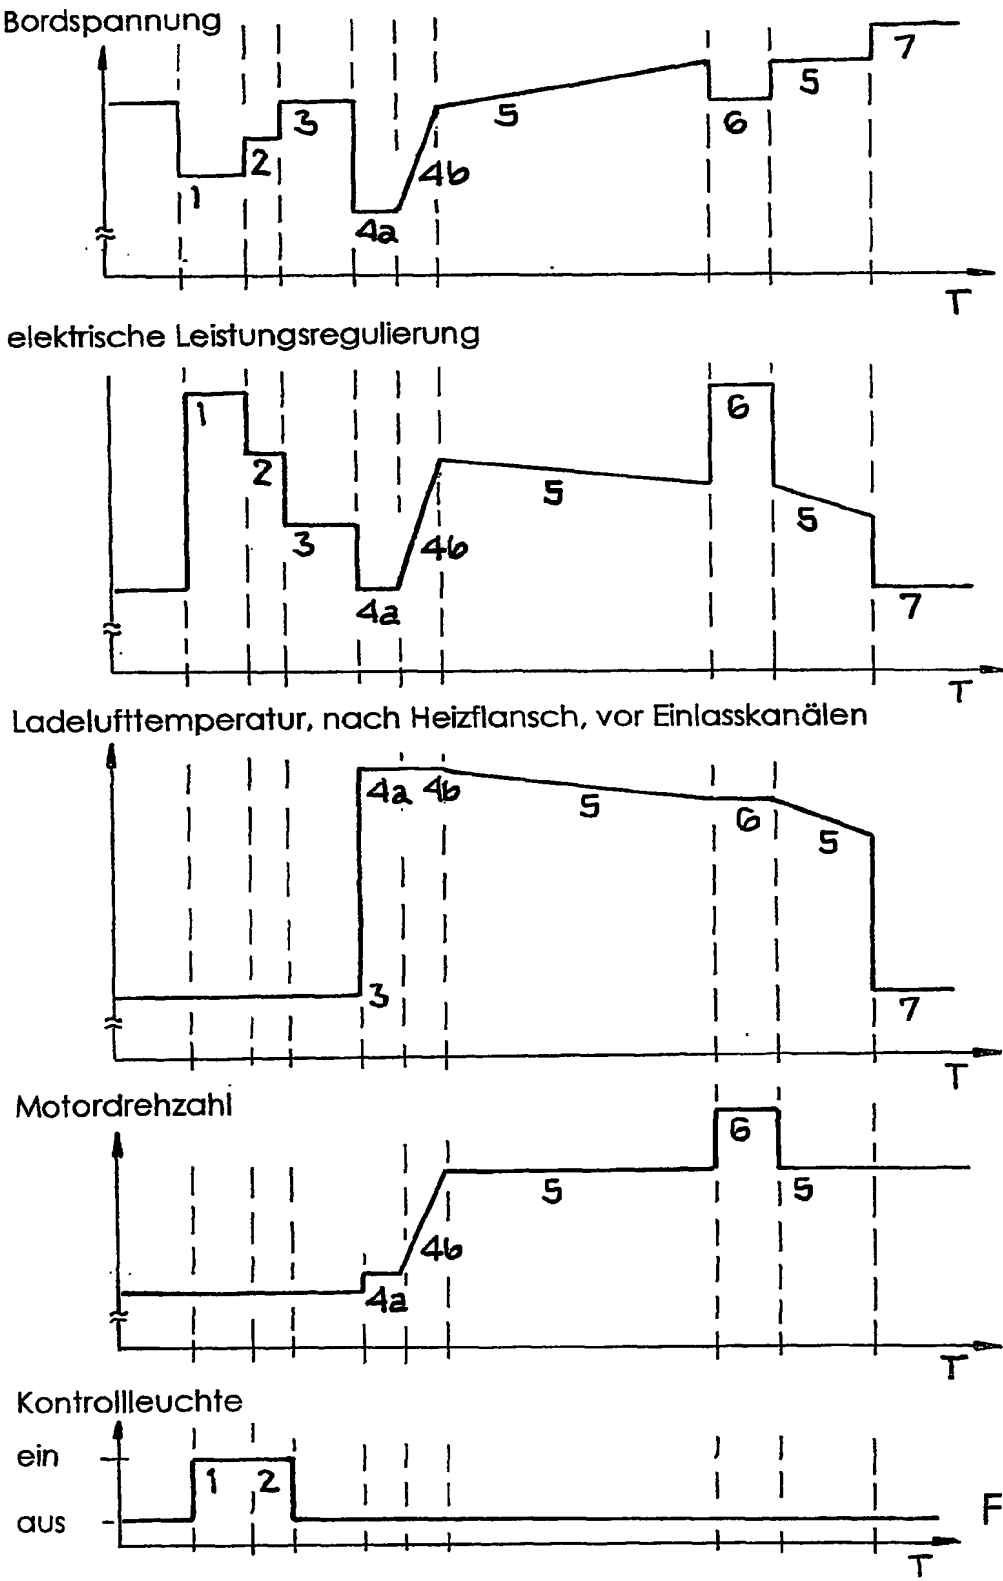 Bordspannung
1
2
3
4a
4b
5
6
5
7
T
elektrische Leistungsregulierung
1
2
3
4a
4b
5
6
5
7
T
Ladelufttemperatur, nach Heizflansch, vor Einlasskanälen
3
4a 4b
5
6
5
7
T
Motordrehzahl
4a
4b
5
6
5
T
Kontrollleuchte
ein
1 2
aus
F
T